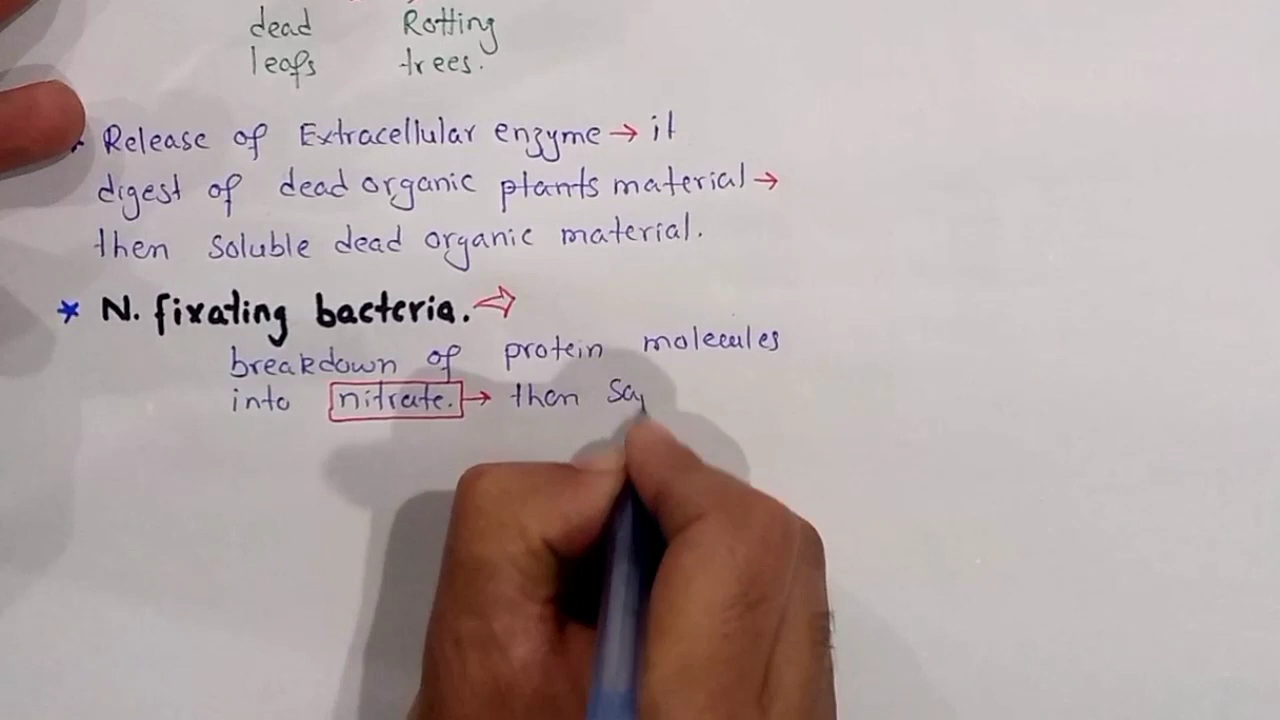 dead Rotting
leafs trees.
Release of Extracellular enzyme → it
digest of dead organic plants material →
then soluble dead organic material.
* N. fixating bacteria. ⇒
breakdown of protein molecules
into nitrate. → then